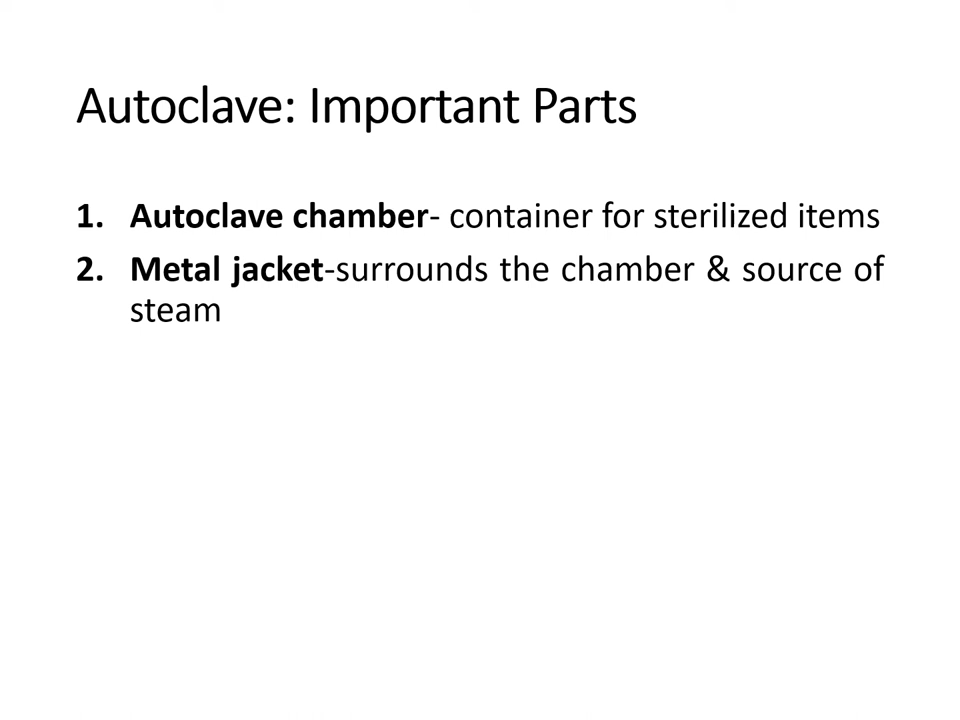 Autoclave: Important Parts
1. Autoclave chamber- container for sterilized items
2. Metal jacket-surrounds the chamber & source of
steam